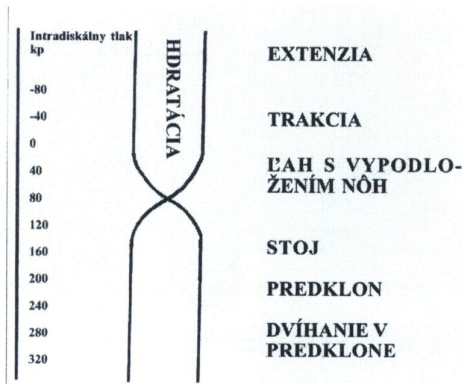 Intradiskálny tlak
kp
-80
-40
0
40
80
120
160
200
240
280
320
HDRATÁCIA
EXTENZIA
TRAKCIA
ĽAH S VYPODLO-
ŽENÍM NÔH
STOJ
PREDKLON
DVÍHANIE V
PREDKLONE